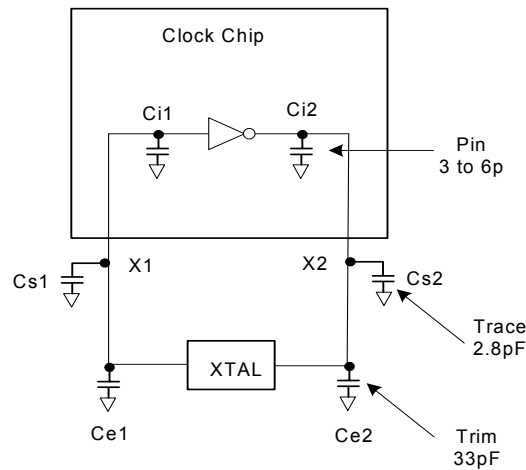 Clock Chip
Ci1
Ci2
Pin
3 to 6p
Cs1
X1
X2
Cs2
Trace
2.8pF
XTAL
Ce1
Ce2
Trim
33pF